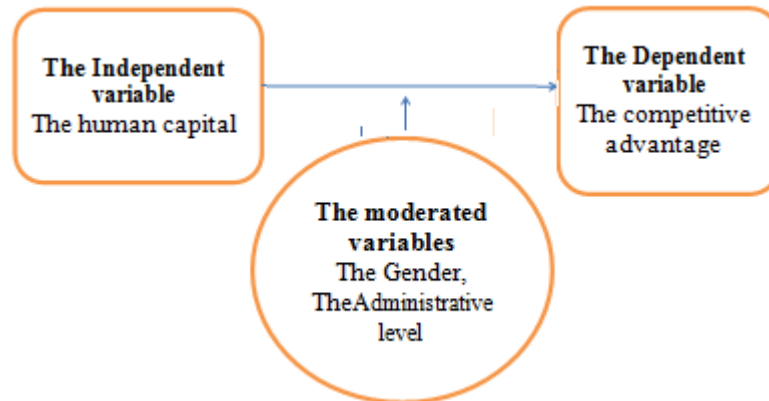 The Independent
variable
The human capital
The Dependent
variable
The competitive
advantage
The moderated
variables
The Gender,
TheAdministrative
level